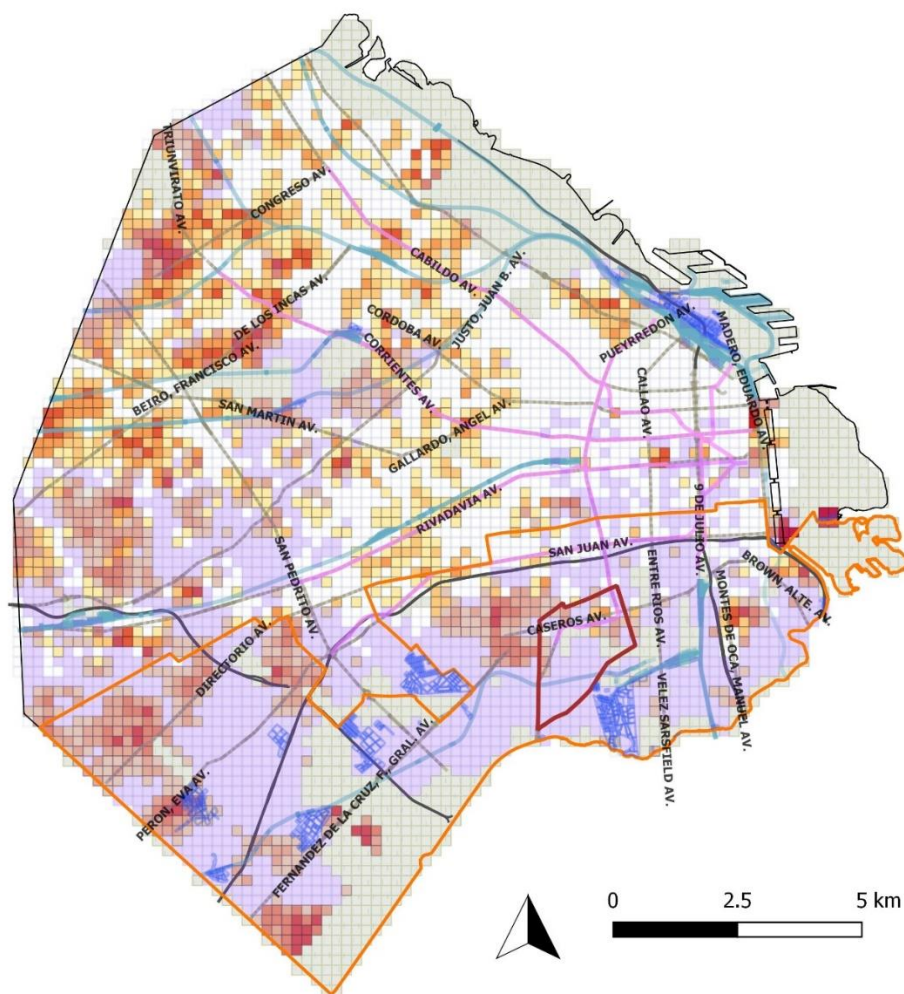 TRIUNVIRATO AV.
CONGRESO AV.
CABILDO AV.
DE LOS INCAS AV.
JUSTO, JUAN B. AV.
CORDOBA AV.
PUEYRREDON AV.
MADERO, EDUARDO AV.
BEIRO, FRANCISCO AV.
CORRIENTES AV.
CALLAO AV.
SAN MARTIN AV.
GALLARDO, ANGEL AV.
RIVADAVIA AV.
9 DE JULIO AV.
SAN PEDRITO AV.
SAN JUAN AV.
ENTRE RIOS AV.
BROWN, ALTE. AV.
MONTES DE OCA, MANUEL AV.
CASEROS AV.
DIRECTORIO AV.
VELEZ SARSFIELD AV.
PERON, EVA AV.
FERNANDEZ DE LA CRUZ, F., GRAL. AV.
0 2.5 5 km